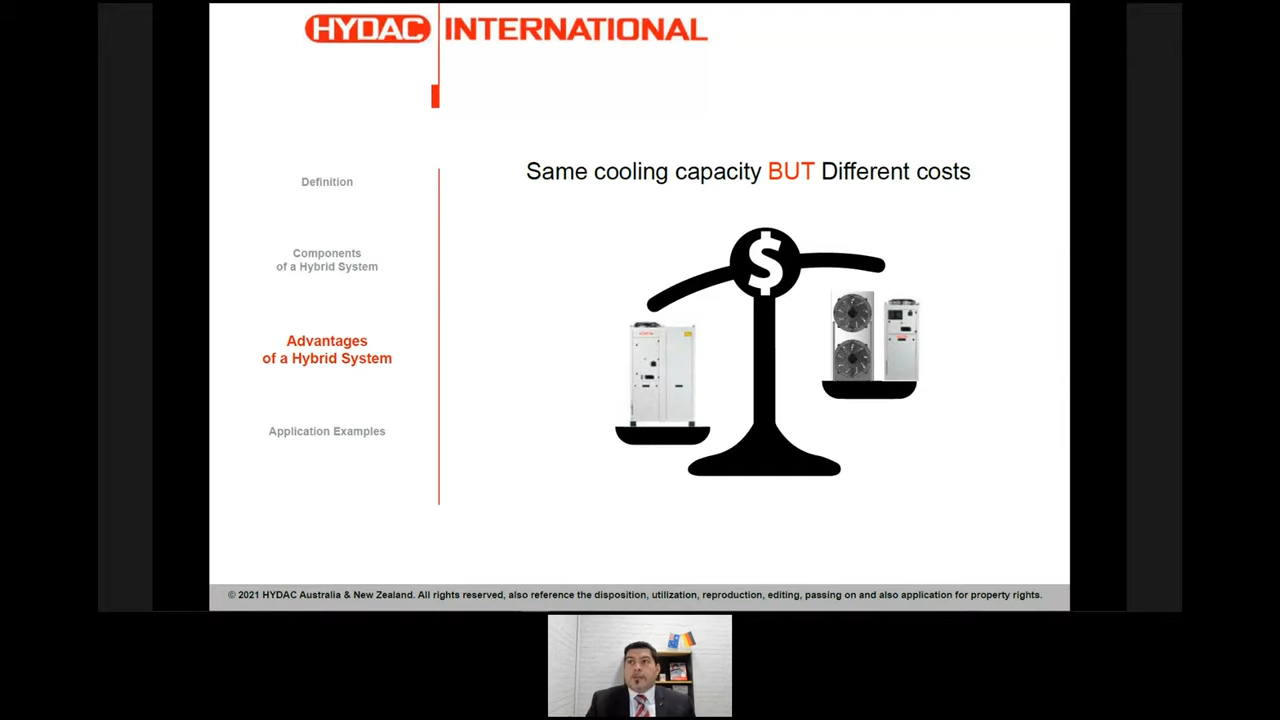 HYDAC INTERNATIONAL
Same cooling capacity BUT Different costs
Definition
Components
of a Hybrid System
Advantages
of a Hybrid System
Application Examples
$
© 2021 HYDAC Australia & New Zealand. All rights reserved, also reference the disposition, utilization, reproduction, editing, passing on and also application for property rights.